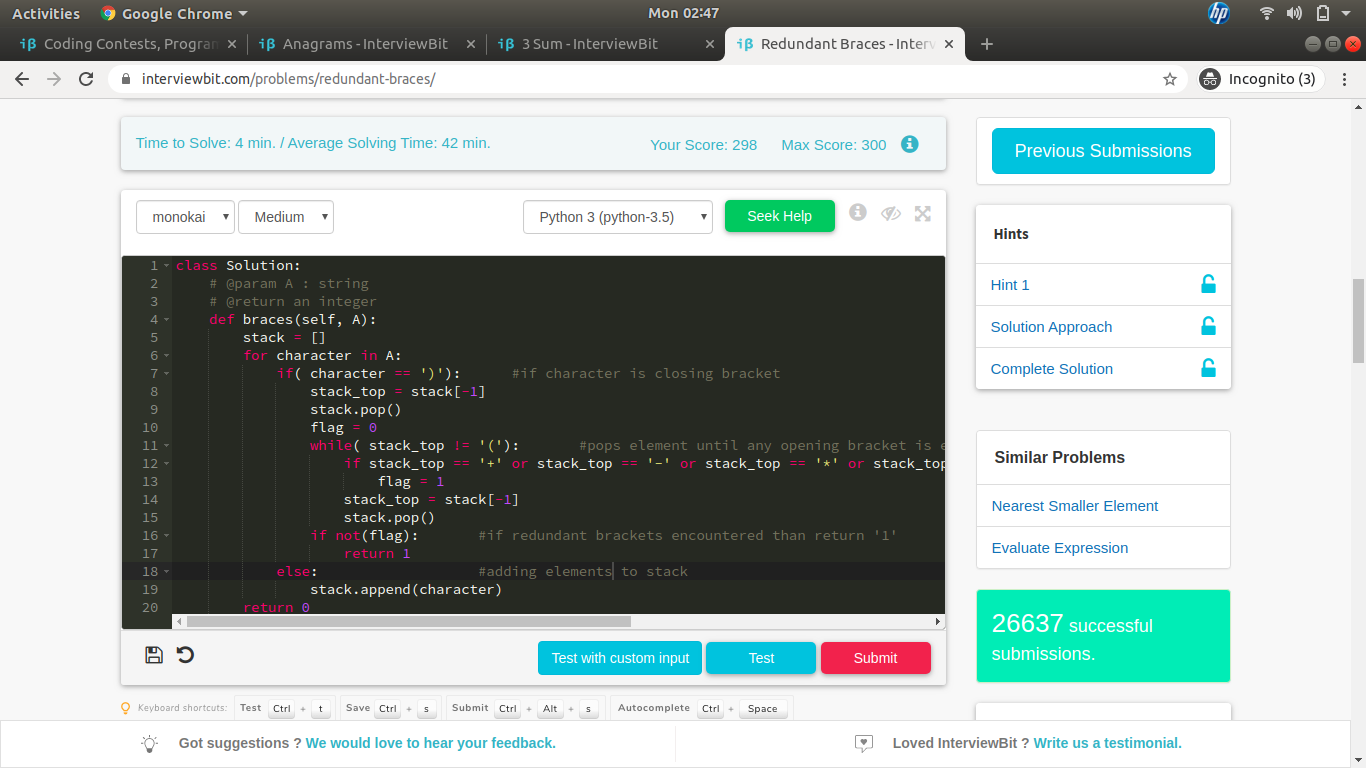 Activities Google Chrome Mon 02:47
Coding Contests, Program Anagrams - InterviewBit 3 Sum - InterviewBit Redundant Braces - Interv
interviewbit.com/problems/redundant-braces/ Incognito (3)
Time to Solve: 4 min. / Average Solving Time: 42 min. Your Score: 298 Max Score: 300
Previous Submissions
monokai Medium Python 3 (python-3.5) Seek Help
Hints
Hint 1
Solution Approach
Complete Solution
1 class Solution:
2 # @param A : string
3 # @return an integer
4 def braces(self, A):
5 stack = []
6 for character in A:
7 if( character == ')'): #if character is closing bracket
8 stack_top = stack[-1]
9 stack.pop()
10 flag = 0
11 while( stack_top != '('): #pops element until any opening bracket is e
12 if stack_top == '+' or stack_top == '-' or stack_top == '*' or stack_top
13 flag = 1
14 stack_top = stack[-1]
15 stack.pop()
16 if not(flag): #if redundant brackets encountered than return '1'
17 return 1
18 else: #adding elements to stack
19 stack.append(character)
20 return 0
Similar Problems
Nearest Smaller Element
Evaluate Expression
26637 successful
submissions.
Test with custom input Test Submit
Keyboard shortcuts: Test Ctrl + t Save Ctrl + s Submit Ctrl + Alt + s Autocomplete Ctrl + Space
Got suggestions ? We would love to hear your feedback. Loved InterviewBit ? Write us a testimonial.